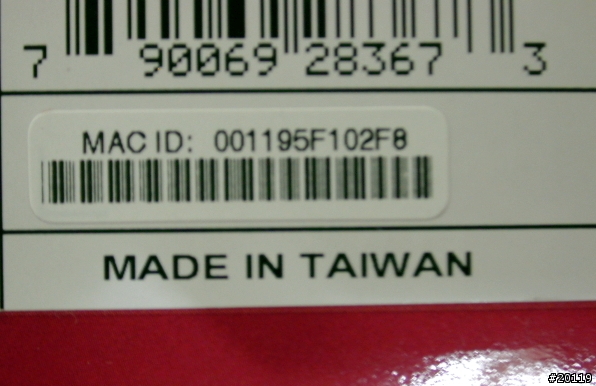 7 90069 28367 3
MAC ID: 001195F102F8
MADE IN TAIWAN
#20119